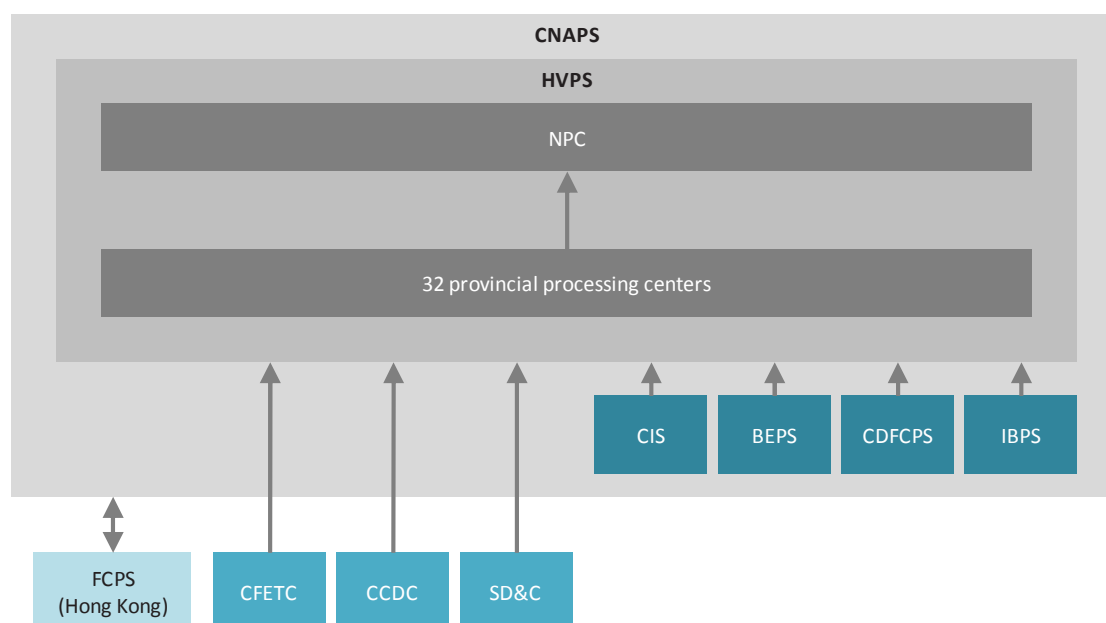 CNAPS
HVPS
NPC
32 provincial processing centers
CIS
BEPS
CDFCPS
IBPS
FCPS
(Hong Kong)
CFETC
CCDC
SD&C